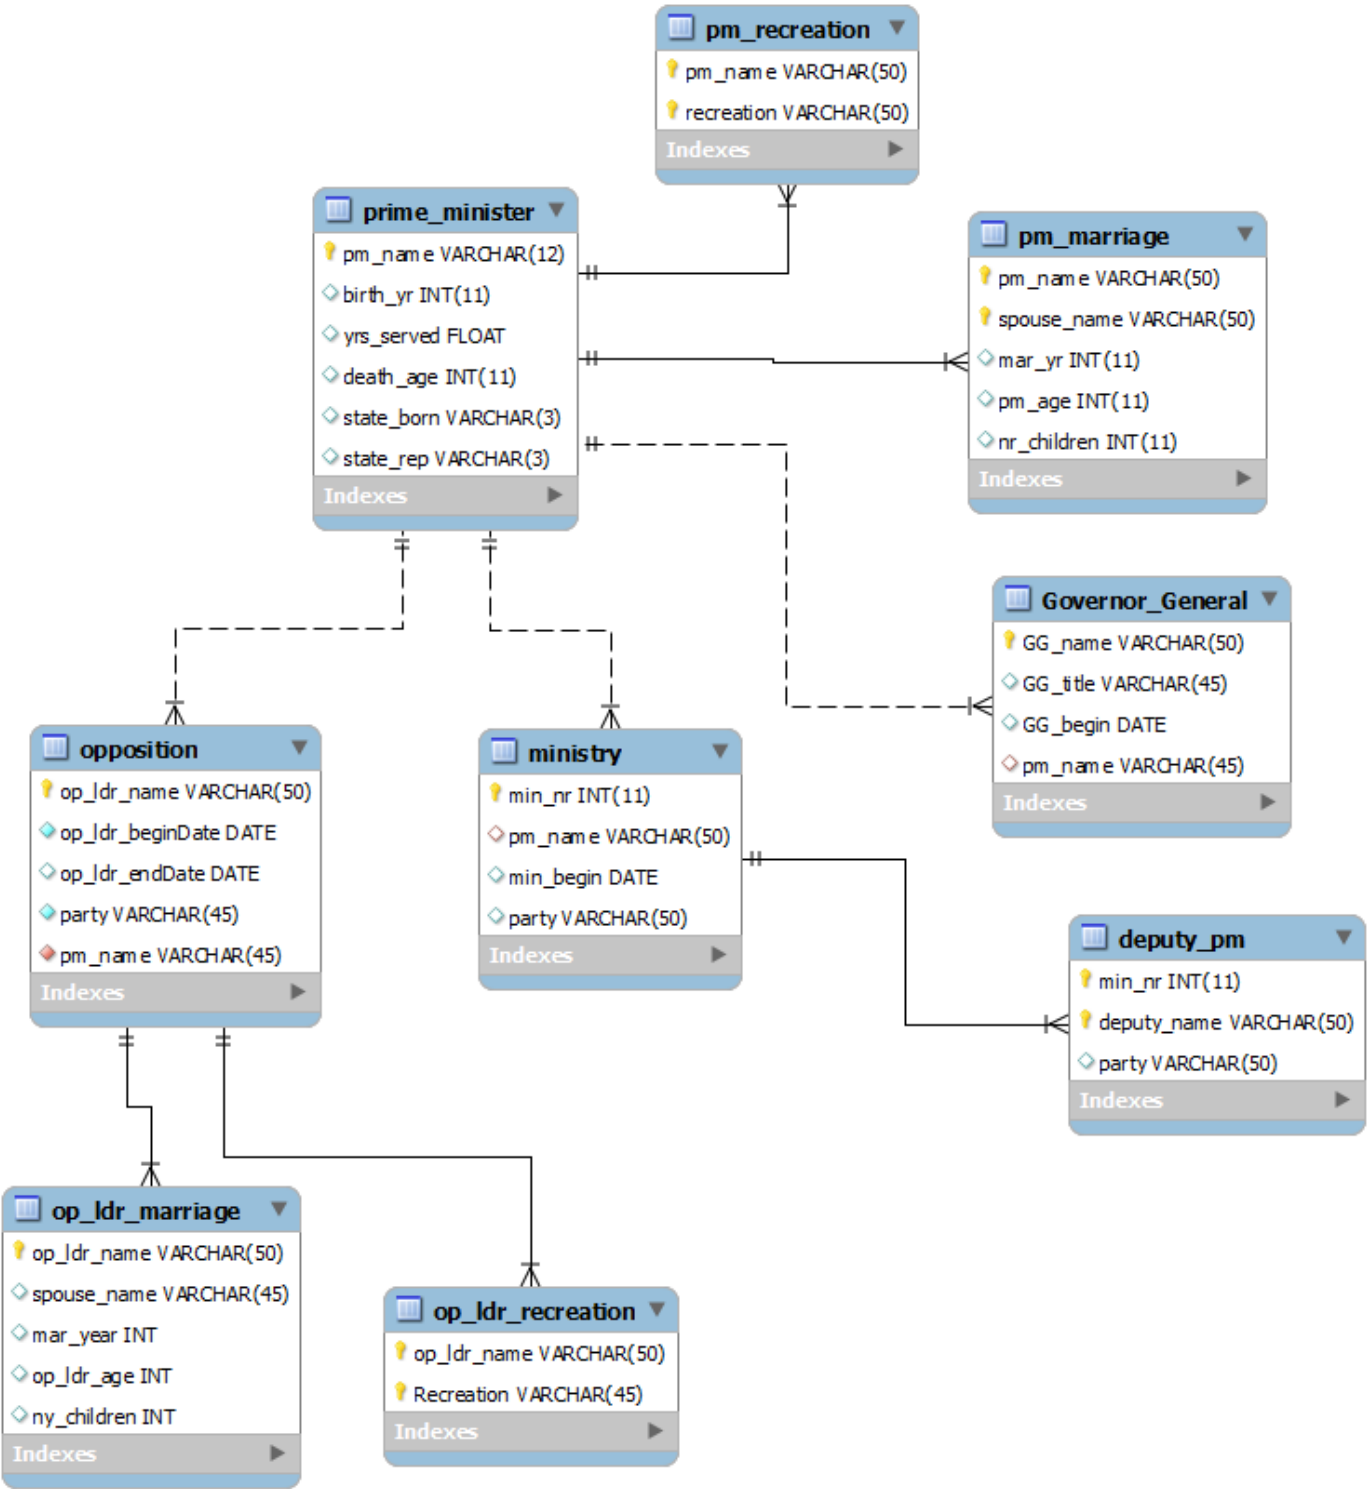 pm_recreation
pm_name VARCHAR(50)
recreation VARCHAR(50)
Indexes
prime_minister
pm_name VARCHAR(12)
birth_yr INT(11)
yrs_served FLOAT
death_age INT(11)
state_born VARCHAR(3)
state_rep VARCHAR(3)
Indexes
pm_marriage
pm_name VARCHAR(50)
spouse_name VARCHAR(50)
mar_yr INT(11)
pm_age INT(11)
nr_children INT(11)
Indexes
Governor_General
GG_name VARCHAR(50)
GG_title VARCHAR(45)
GG_begin DATE
pm_name VARCHAR(45)
Indexes
opposition
op_ldr_name VARCHAR(50)
op_ldr_beginDate DATE
op_ldr_endDate DATE
party VARCHAR(45)
pm_name VARCHAR(45)
Indexes
ministry
min_nr INT(11)
pm_name VARCHAR(50)
min_begin DATE
party VARCHAR(50)
Indexes
deputy_pm
min_nr INT(11)
deputy_name VARCHAR(50)
party VARCHAR(50)
Indexes
op_ldr_marriage
op_ldr_name VARCHAR(50)
spouse_name VARCHAR(45)
mar_year INT
op_ldr_age INT
ny_children INT
Indexes
op_ldr_recreation
op_ldr_name VARCHAR(50)
Recreation VARCHAR(45)
Indexes